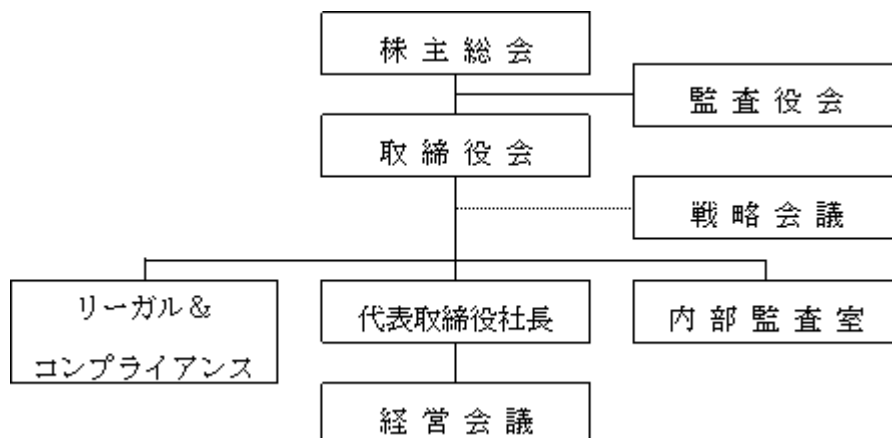 株主総会
監査役会
取締役会
戦略会議
リーガル＆
コンプライアンス
代表取締役社長
内部監査室
経営会議